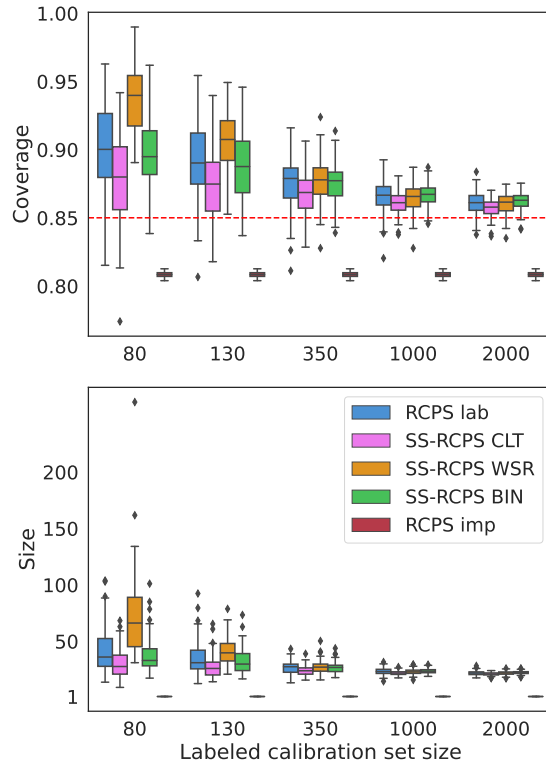 1.00
0.95
0.90
0.85
0.80
Coverage
80 130 350 1000 2000
RCPS lab
SS-RCPS CLT
SS-RCPS WSR
SS-RCPS BIN
RCPS imp
200
150
100
50
1
Size
80 130 350 1000 2000
Labeled calibration set size